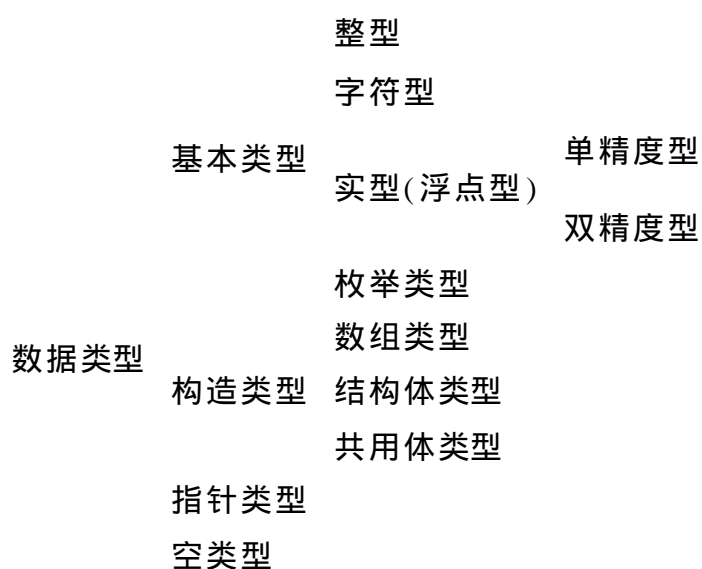 整型
字符型
基本类型
单精度型
实型(浮点型)
双精度型
枚举类型
数组类型
数据类型
构造类型 结构体类型
共用体类型
指针类型
空类型